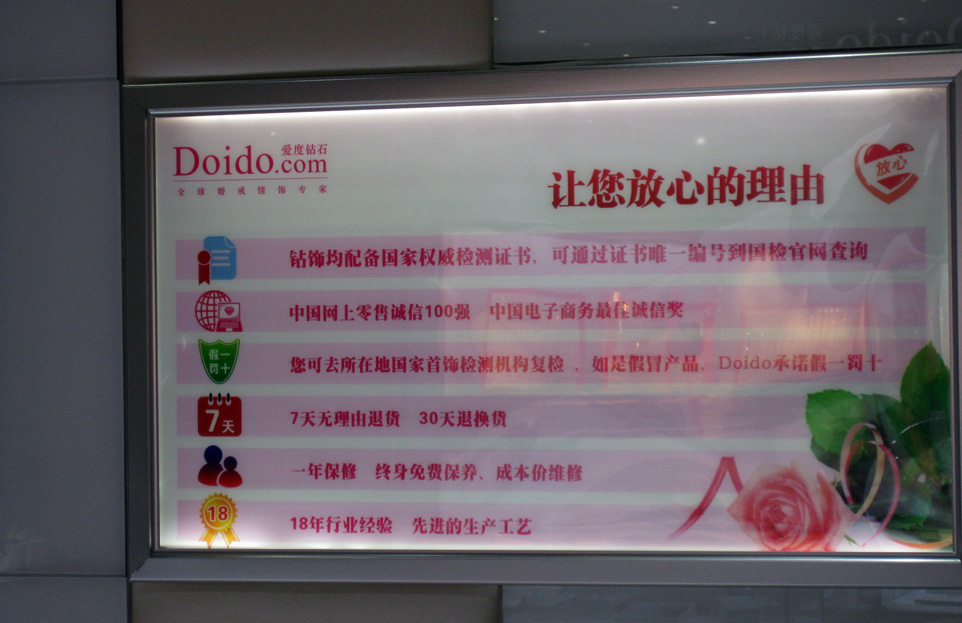 爱度钻石
Doido.com
全球婚戒情饰专家
让您放心的理由
放心
钻饰均配备国家权威检测证书，可通过证书唯一编号到国检官网查询
中国网上零售诚信100强 中国电子商务最佳诚信奖
假一
罚十
您可去所在地国家首饰检测机构复检，如是假冒产品，Doido承诺假一罚十
7天
7天无理由退货 30天退换货
一年保修 终身免费保养、成本价维修
18
18年行业经验 先进的生产工艺